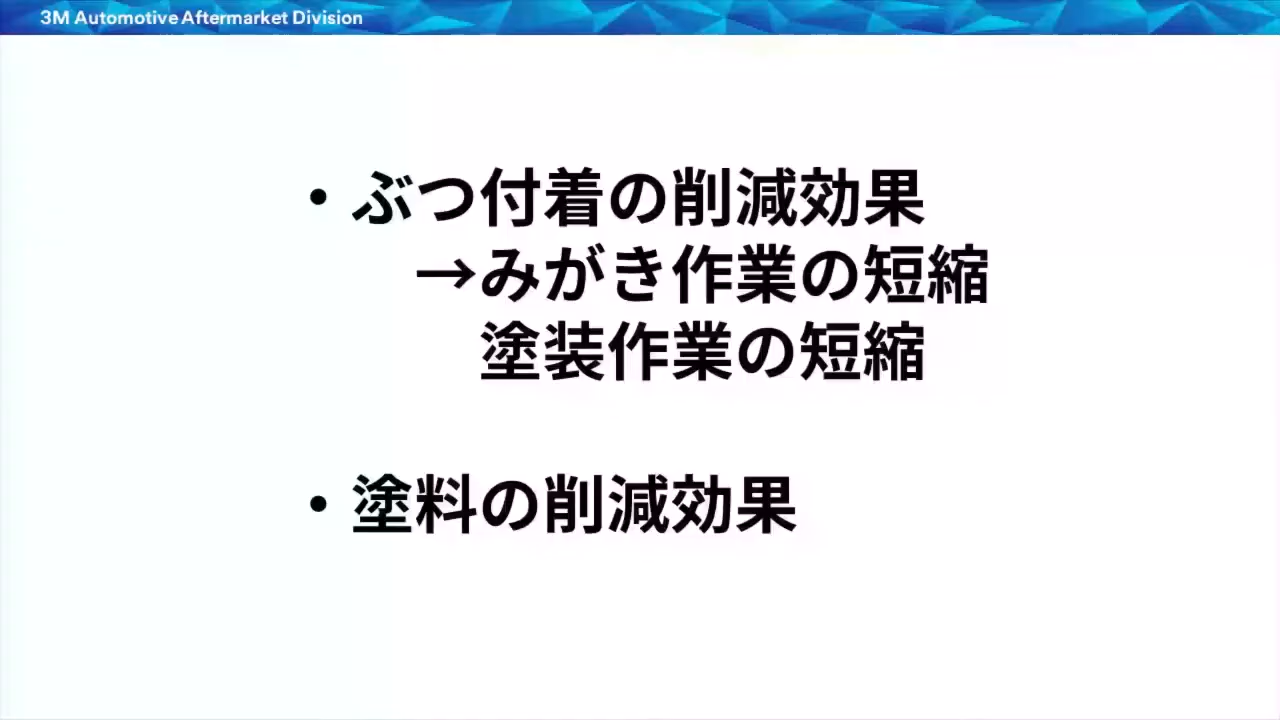 3M Automotive Aftermarket Division
・ぶつ付着の削減効果
→みがき作業の短縮
塗装作業の短縮
・塗料の削減効果